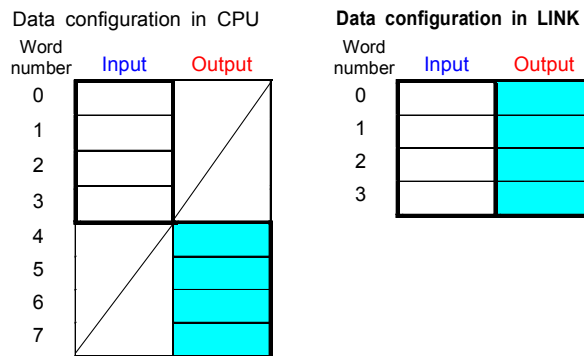 Data configuration in CPU
Word
number Input Output
0
1
2
3
4
5
6
7
Data configuration in LINK
Word
number Input Output
0
1
2
3